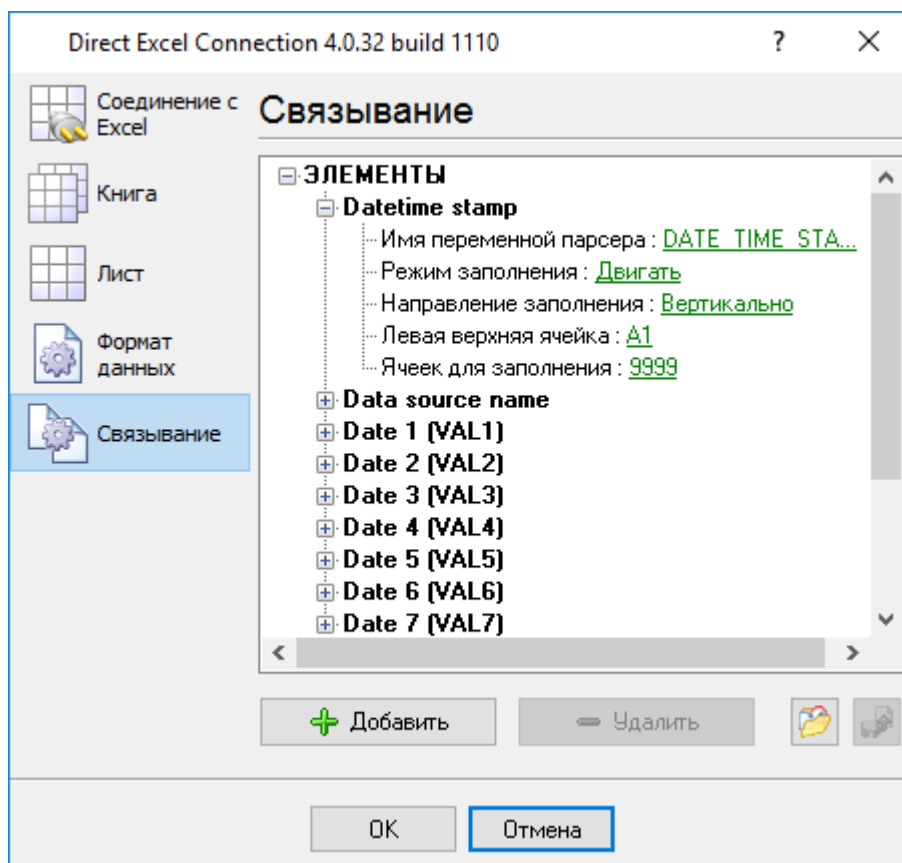 Direct Excel Connection 4.0.32 build 1110
?
Соединение с
Excel
Книга
Лист
Формат
данных
Связывание
Связывание
ЭЛЕМЕНТЫ
Datetime stamp
Имя переменной парсера : DATE_TIME_STA...
Режим заполнения : Двигать
Направление заполнения : Вертикально
Левая верхняя ячейка : A1
Ячеек для заполнения : 9999
Data source name
Date 1 (VAL1)
Date 2 (VAL2)
Date 3 (VAL3)
Date 4 (VAL4)
Date 5 (VAL5)
Date 6 (VAL6)
Date 7 (VAL7)
Добавить
Удалить
OK
Отмена